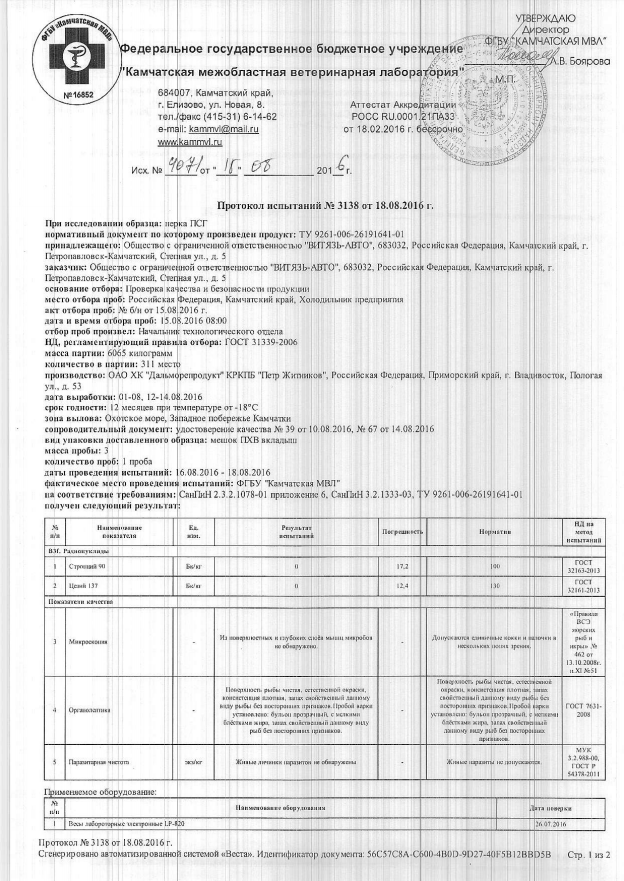 УТВЕРЖДАЮ
Директор
ФГБУ "КАМЧАТСКАЯ МВЛ"
Л.В. Боярова
М.П.
ФГБУ «Камчатская МВЛ»
№ 16852
Федеральное государственное бюджетное учреждение
"Камчатская межобластная ветеринарная лаборатория"
684007, Камчатский край,
г. Елизово, ул. Новая, 8.
тел./факс (415-31) 6-14-62
e-mail: kammvl@mail.ru
www.kammvl.ru
Аттестат Аккредитации
РОСС RU.0001.21ПА33
от 18.02.2016 г. бессрочно
Исх. № 4071 от "18" 08 2016 г.
Протокол испытаний № 3138 от 18.08.2016 г.
При исследовании образца: нерка ПСГ
нормативный документ по которому произведен продукт: ТУ 9261-006-26191641-01
принадлежащего: Общество с ограниченной ответственностью "ВИТЯЗЬ-АВТО", 683032, Российская Федерация, Камчатский край, г.
Петропавловск-Камчатский, Степная ул., д. 5
заказчик: Общество с ограниченной ответственностью "ВИТЯЗЬ-АВТО", 683032, Российская Федерация, Камчатский край, г.
Петропавловск-Камчатский, Степная ул., д. 5
основание отбора: Проверка качества и безопасности продукции
место отбора проб: Российская Федерация, Камчатский край, Холодильник предприятия
акт отбора проб: № б/н от 15.08.2016 г.
дата и время отбора проб: 15.08.2016 08:00
отбор проб произвел: Начальник технологического отдела
НД, регламентирующий правила отбора: ГОСТ 31339-2006
масса партии: 6065 килограмм
количество в партии: 311 место
производство: ОАО ХК "Дальморепродукт" КРКПБ "Петр Житников", Российская Федерация, Приморский край, г. Владивосток, Пологая
ул., д. 53
дата выработки: 01-08, 12-14.08.2016
срок годности: 12 месяцев при температуре от -18°С
зона вылова: Охотское море, Западное побережье Камчатки
сопроводительный документ: удостоверение качества № 39 от 10.08.2016, № 67 от 14.08.2016
вид упаковки доставленного образца: мешок ПХВ вкладыш
масса пробы: 3
количество проб: 1 проба
даты проведения испытаний: 16.08.2016 - 18.08.2016
фактическое место проведения испытаний: ФГБУ "Камчатская МВЛ"
на соответствие требованиям: СанПиН 2.3.2.1078-01 приложение 6, СанПиН 3.2.1333-03, ТУ 9261-006-26191641-01
получен следующий результат:
№ п/п Наименование показателя Ед. изм. Результат испытаний Погрешность Норматив НД на метод испытаний
ВЗf. Радионуклиды
1 Стронций 90 Бк/кг 0 17,2 100 ГОСТ 32163-2013
2 Цезий 137 Бк/кг 0 12,4 130 ГОСТ 32161-2013
Показатели качества
3 Микроскопия - Из поверхностных и глубоких слоёв мышц микробов не обнаружено. - Допускаются единичные кокки и палочки в нескольких полях зрения. «Правила ВСЭ морских рыб и икры» № 462 от 13.10.2008г. п.XI №51
4 Органолептика - Поверхность рыбы чистая, естественной окраски, консистенция плотная, запах свойственный данному виду рыбы без посторонних признаков.Пробой варки установлено: бульон прозрачный, с мелкими блёстками жира, запах свойственный данному виду рыб без посторонних признаков. - Поверхность рыбы чистая, естественной окраски, консистенция плотная, запах свойственный данному виду рыбы без посторонних признаков.Пробой варки установлено: бульон прозрачный, с мелкими блёстками жира, запах свойственный данному виду рыб без посторонних признаков. ГОСТ 7631-2008
5 Паразитарная чистота экз/кг Живые личинки паразитов не обнаружены - Живые паразиты не допускаются. МУК 3.2.988-00, ГОСТ Р 54378-2011
Применяемое оборудование:
№ п/п Наименование оборудования Дата поверки
1 Весы лабораторные электронные LP-820 26.07.2016
Протокол № 3138 от 18.08.2016 г.
Сгенерировано автоматизированной системой «Веста». Идентификатор документа: 56C57C8A-C600-4B0D-9D27-40F5B12BBD5B Стр. 1 из 2